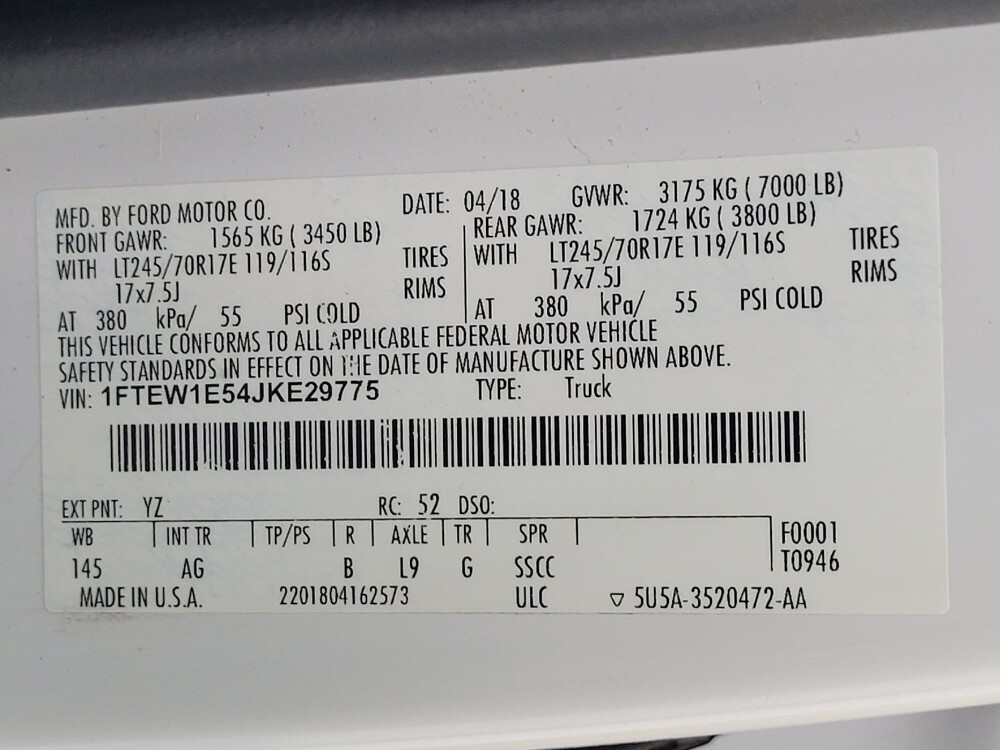 MFD. BY FORD MOTOR CO. DATE: 04/18 GVWR: 3175 KG ( 7000 LB)
FRONT GAWR: 1565 KG ( 3450 LB) REAR GAWR: 1724 KG ( 3800 LB)
WITH LT245/70R17E 119/116S TIRES WITH LT245/70R17E 119/116S TIRES
17x7.5J RIMS 17x7.5J RIMS
AT 380 kPa/ 55 PSI COLD AT 380 kPa/ 55 PSI COLD
THIS VEHICLE CONFORMS TO ALL APPLICABLE FEDERAL MOTOR VEHICLE
SAFETY STANDARDS IN EFFECT ON THE DATE OF MANUFACTURE SHOWN ABOVE.
VIN: 1FTEW1E54JKE29775 TYPE: Truck
EXT PNT: YZ RC: 52 DSO:
WB INT TR TP/PS R AXLE TR SPR F0001
145 AG B L9 G SSCC T0946
MADE IN U.S.A. 2201804162573 ULC ▽ 5U5A-3520472-AA